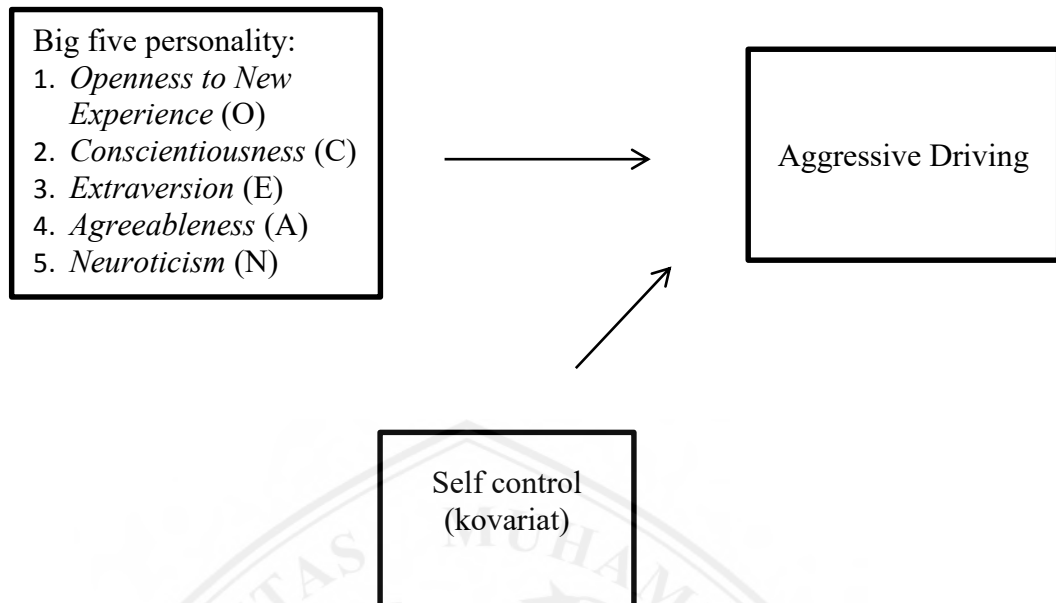 Big five personality:
1. Openness to New
Experience (O)
2. Conscientiousness (C)
3. Extraversion (E)
4. Agreeableness (A)
5. Neuroticism (N)
Aggressive Driving
Self control
(kovariat)